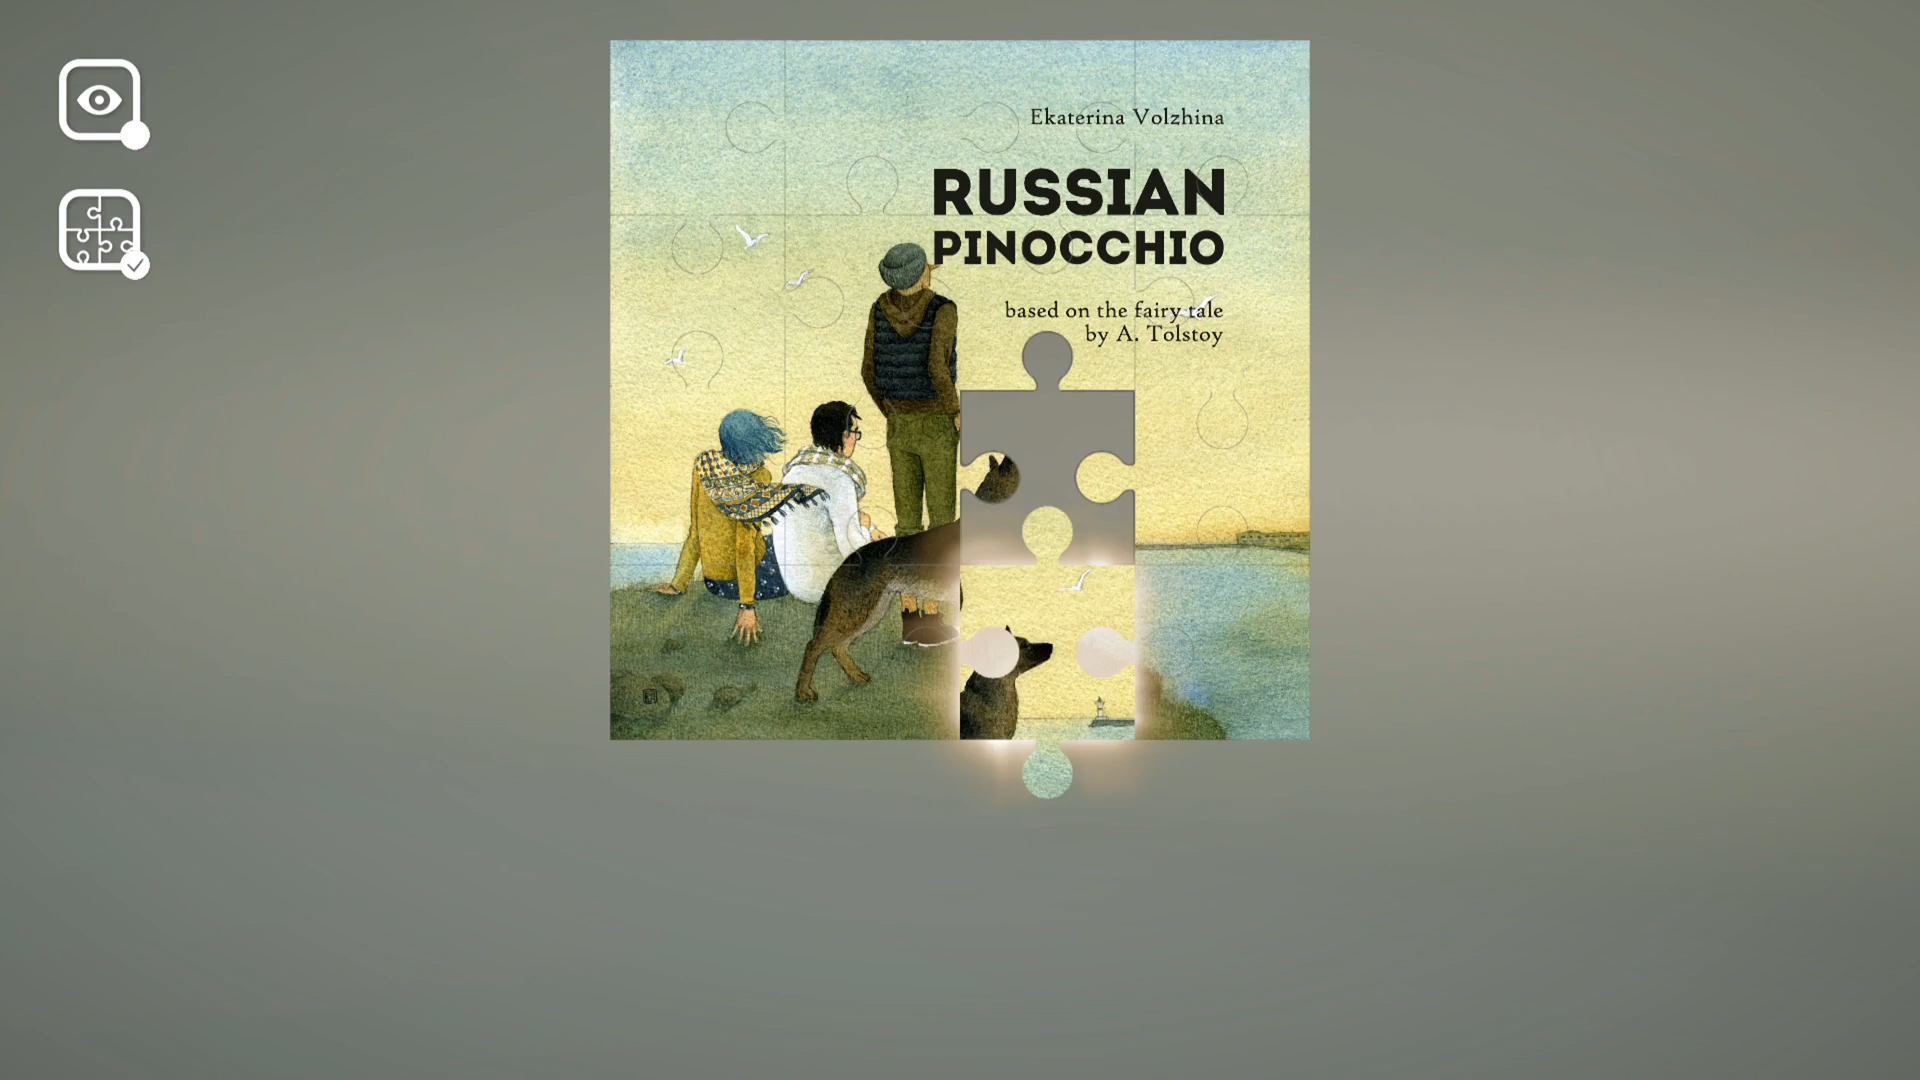 Ekaterina Volzhina
RUSSIAN
PINOCCHIO
based on the fairy tale
by A. Tolstoy